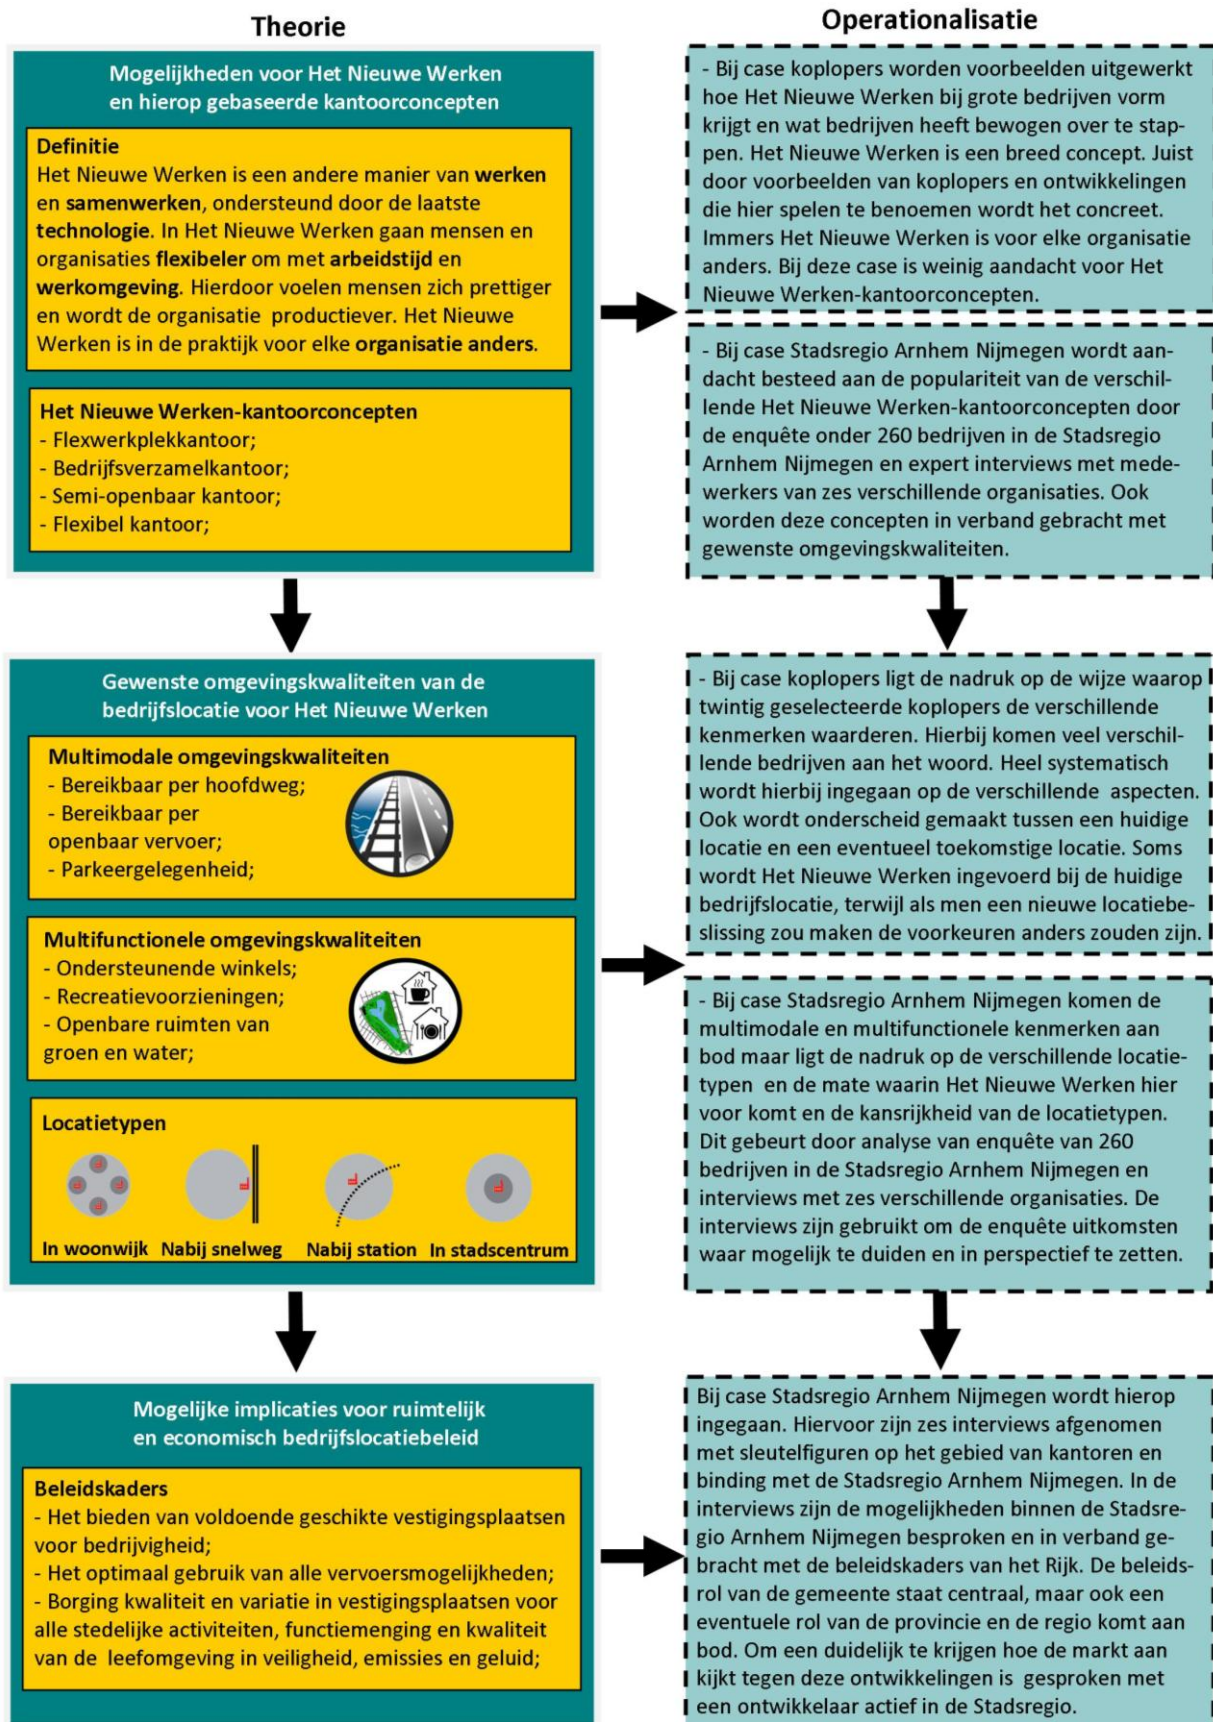 Theorie
Mogelijkheden voor Het Nieuwe Werken
en hierop gebaseerde kantoorconcepten
Definitie
Het Nieuwe Werken is een andere manier van werken
en samenwerken, ondersteund door de laatste
technologie. In Het Nieuwe Werken gaan mensen en
organisaties flexibeler om met arbeidstijd en
werkomgeving. Hierdoor voelen mensen zich prettiger
en wordt de organisatie productiever. Het Nieuwe
Werken is in de praktijk voor elke organisatie anders.
Het Nieuwe Werken-kantoorconcepten
- Flexwerkplekkantoor;
- Bedrijfsverzamelkantoor;
- Semi-openbaar kantoor;
- Flexibel kantoor;
Operationalisatie
- Bij case koplopers worden voorbeelden uitgewerkt
hoe Het Nieuwe Werken bij grote bedrijven vorm
krijgt en wat bedrijven heeft bewogen over te stap-
pen. Het Nieuwe Werken is een breed concept. Juist
door voorbeelden van koplopers en ontwikkelingen
die hier spelen te benoemen wordt het concreet.
Immers Het Nieuwe Werken is voor elke organisatie
anders. Bij deze case is weinig aandacht voor Het
Nieuwe Werken-kantoorconcepten.
- Bij case Stadsregio Arnhem Nijmegen wordt aan-
dacht besteed aan de populariteit van de verschil-
lende Het Nieuwe Werken-kantoorconcepten door
de enquête onder 260 bedrijven in de Stadsregio
Arnhem Nijmegen en expert interviews met mede-
werkers van zes verschillende organisaties. Ook
worden deze concepten in verband gebracht met
gewenste omgevingskwaliteiten.
Gewenste omgevingskwaliteiten van de
bedrijfslocatie voor Het Nieuwe Werken
Multimodale omgevingskwaliteiten
- Bereikbaar per hoofdweg;
- Bereikbaar per
openbaar vervoer;
- Parkeergelegenheid;
Multifunctionele omgevingskwaliteiten
- Ondersteunende winkels;
- Recreatievoorzieningen;
- Openbare ruimten van
groen en water;
Locatietypen
In woonwijk Nabij snelweg Nabij station In stadscentrum
- Bij case koplopers ligt de nadruk op de wijze waarop
twintig geselecteerde koplopers de verschillende
kenmerken waarderen. Hierbij komen veel verschil-
lende bedrijven aan het woord. Heel systematisch
wordt hierbij ingegaan op de verschillende aspecten.
Ook wordt onderscheid gemaakt tussen een huidige
locatie en een eventueel toekomstige locatie. Soms
wordt Het Nieuwe Werken ingevoerd bij de huidige
bedrijfslocatie, terwijl als men een nieuwe locatiebe-
slissing zou maken de voorkeuren anders zouden zijn.
- Bij case Stadsregio Arnhem Nijmegen komen de
multimodale en multifunctionele kenmerken aan
bod maar ligt de nadruk op de verschillende locatie-
typen en de mate waarin Het Nieuwe Werken hier
voor komt en de kansrijkheid van de locatietypen.
Dit gebeurt door analyse van enquête van 260
bedrijven in de Stadsregio Arnhem Nijmegen en
interviews met zes verschillende organisaties. De
interviews zijn gebruikt om de enquête uitkomsten
waar mogelijk te duiden en in perspectief te zetten.
Mogelijke implicaties voor ruimtelijk
en economisch bedrijfslocatiebeleid
Beleidskaders
- Het bieden van voldoende geschikte vestigingsplaatsen
voor bedrijvigheid;
- Het optimaal gebruik van alle vervoersmogelijkheden;
- Borging kwaliteit en variatie in vestigingsplaatsen voor
alle stedelijke activiteiten, functiemenging en kwaliteit
van de leefomgeving in veiligheid, emissies en geluid;
Bij case Stadsregio Arnhem Nijmegen wordt hierop
ingegaan. Hiervoor zijn zes interviews afgenomen
met sleutelfiguren op het gebied van kantoren en
binding met de Stadsregio Arnhem Nijmegen. In de
interviews zijn de mogelijkheden binnen de Stadsre-
gio Arnhem Nijmegen besproken en in verband ge-
bracht met de beleidskaders van het Rijk. De beleids-
rol van de gemeente staat centraal, maar ook een
eventuele rol van de provincie en de regio komt aan
bod. Om een duidelijk te krijgen hoe de markt aan
kijkt tegen deze ontwikkelingen is gesproken met
een ontwikkelaar actief in de Stadsregio.